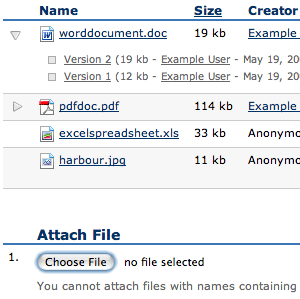 Name Size Creator
worddocument.doc 19 kb Example
Version 2 (19 kb - Example User - May 19, 20
Version 1 (12 kb - Example User - May 19, 20
pdfdoc.pdf 114 kb Example
excelspreadsheet.xls 33 kb Anonymo
harbour.jpg 11 kb Anonymo
Attach File
1. Choose File no file selected
You cannot attach files with names containing